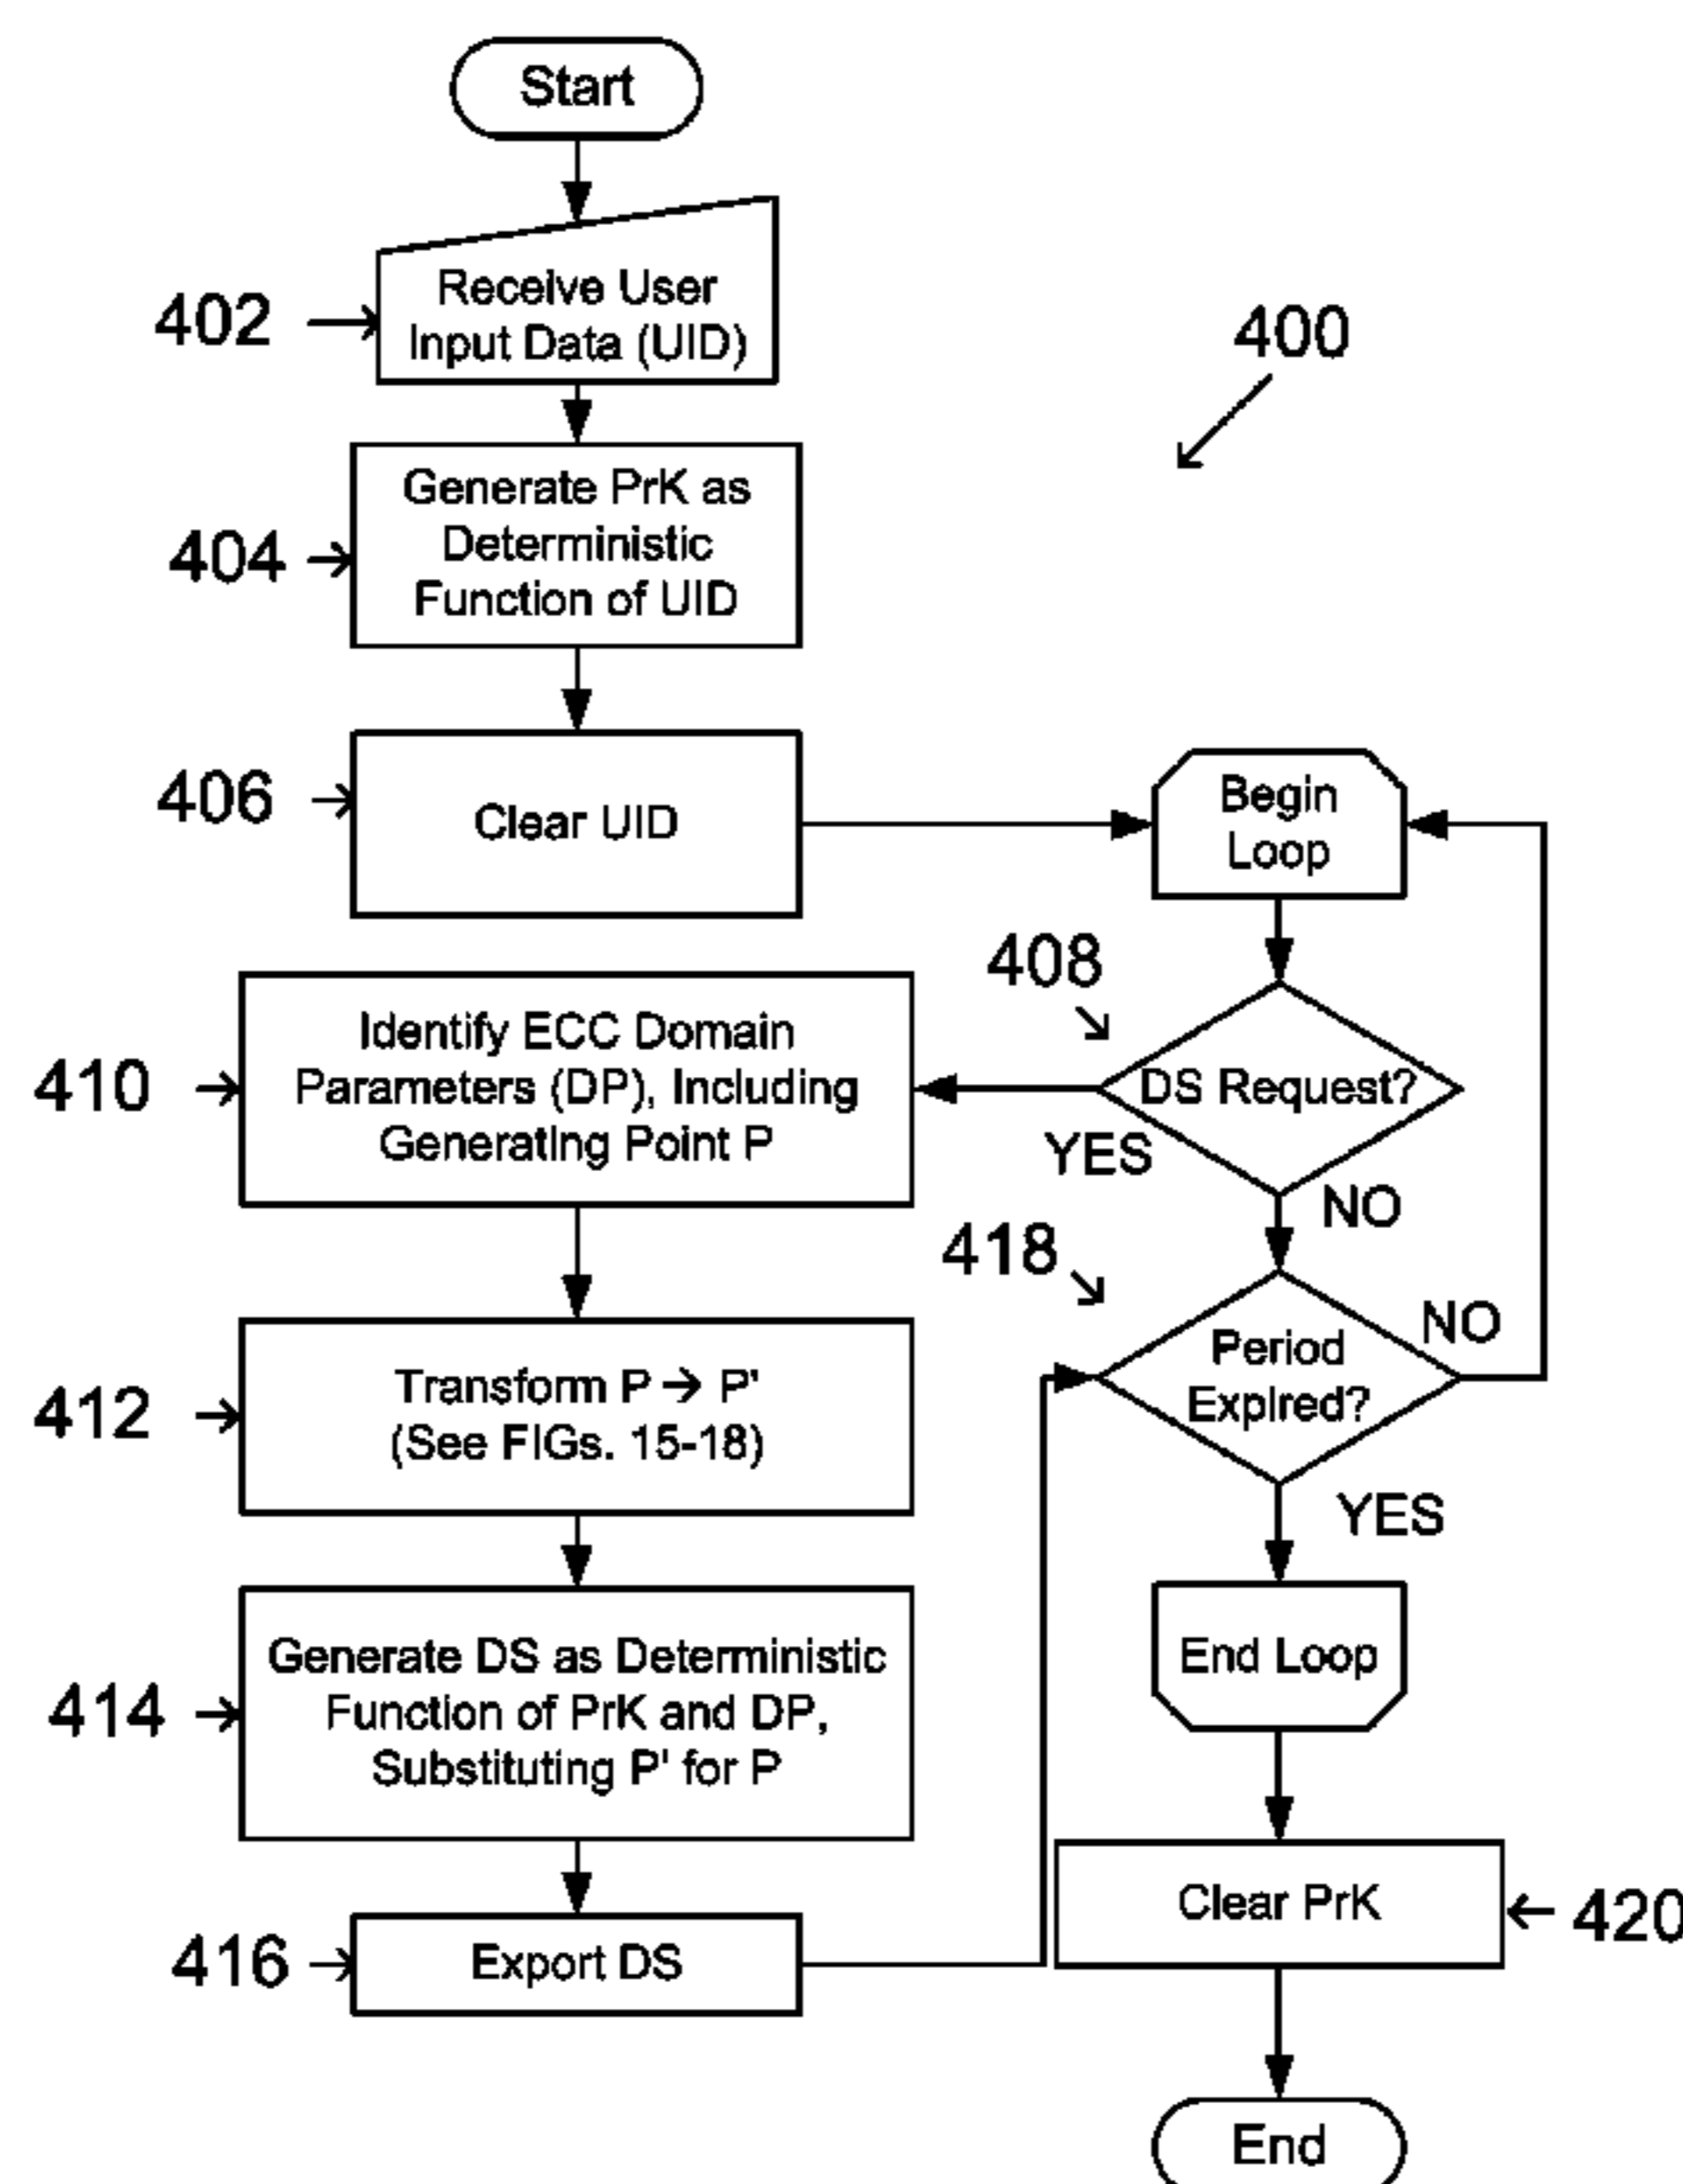 Start
402
Receive User
Input Data (UID)
400
404
Generate PrK as
Deterministic
Function of UID
406
Clear UID
Begin
Loop
408
DS Request?
YES
NO
410
Identify ECC Domain
Parameters (DP), Including
Generating Point P
418
Period
Expired?
NO
YES
412
Transform P → P'
(See FIGs. 15-18)
414
Generate DS as Deterministic
Function of PrK and DP,
Substituting P' for P
End Loop
416
Export DS
Clear PrK
420
End